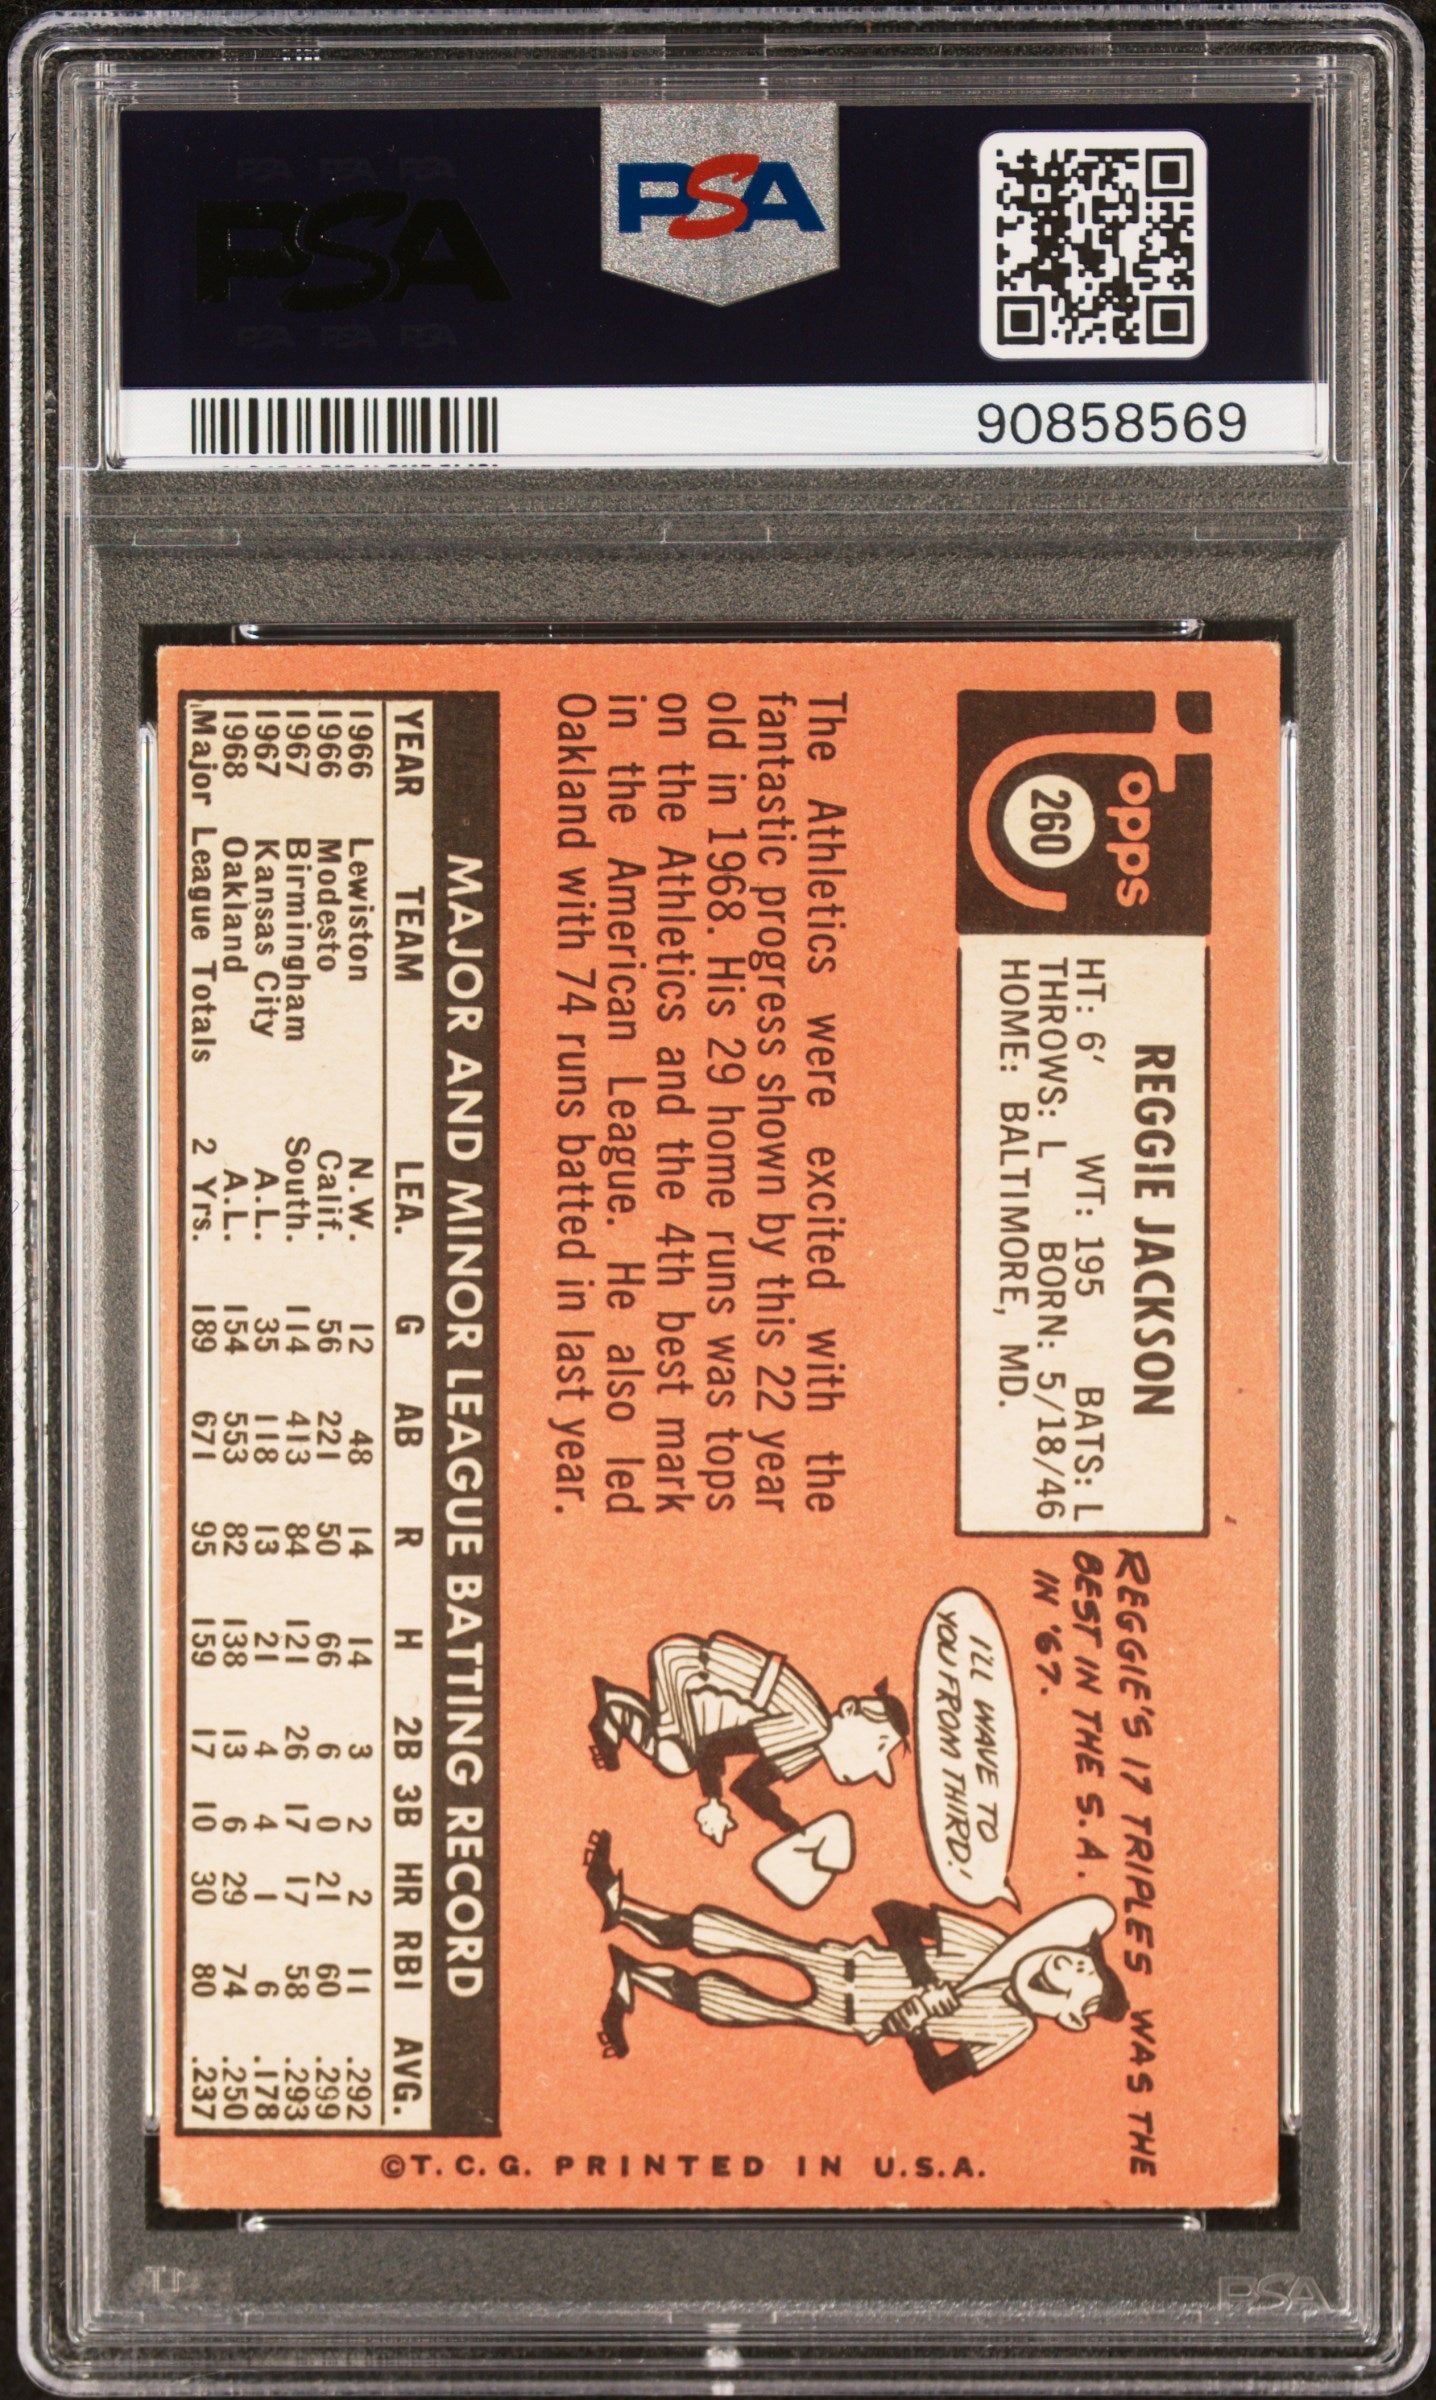 PSA PSA PSA
PSA
PSA PSA PSA
PSA
90858569
Topps
260
REGGIE JACKSON
HT: 6' WT: 195 BATS: L
THROWS: L BORN: 5/18/46
HOME: BALTIMORE, MD.
REGGIE'S 17 TRIPLES WAS THE
BEST IN THE S.A.
IN '67.
I'LL WAVE TO
YOU FROM THIRD!
The Athletics were excited with the
fantastic progress shown by this 22 year
old in 1968. His 29 home runs was tops
on the Athletics and the 4th best mark
in the American League. He also led
Oakland with 74 runs batted in last year.
MAJOR AND MINOR LEAGUE BATTING RECORD
YEAR TEAM LEA. G AB R H 2B 3B HR RBI AVG.
1966 Lewiston N.W. 12 48 14 14 3 2 2 11 .292
1966 Modesto Calif. 56 221 50 66 6 0 21 60 .299
1967 Birmingham South. 114 413 84 121 26 17 17 58 .293
1967 Kansas City A.L. 35 118 13 21 4 4 1 6 .178
1968 Oakland A.L. 154 553 82 138 13 6 29 74 .250
Major League Totals 2 Yrs. 189 671 95 159 17 10 30 80 .237
©T.C.G. PRINTED IN U.S.A.
PSA